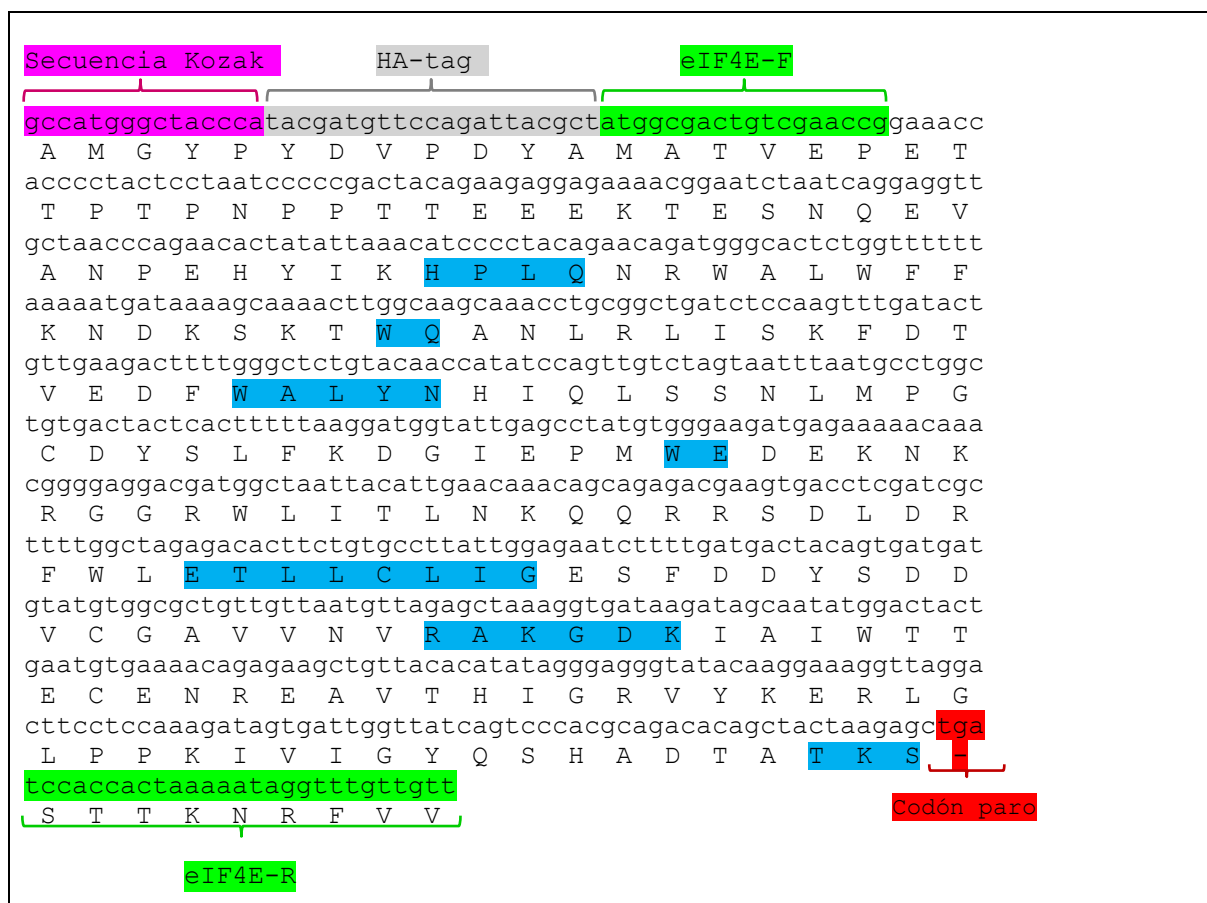 Secuencia Kozak HA-tag eIF4E-F
gccatgggctacccatacgatgttccagattacgctatggcgactgtcgaaccggaaacc
A M G Y P Y D V P D Y A M A T V E P E T
acccctactcctaatcccccgactacagaagaggagaaaacggaatctaatcaggaggtt
T P T P N P P T T E E E K T E S N Q E V
gctaacccagaacactatattaaacatcccctacagaacagatgggcactctggtttttt
A N P E H Y I K H P L Q N R W A L W F F
aaaaatgataaaagcaaaacttggcaagcaaacctgcggctgatctccaagtttgatact
K N D K S K T W Q A N L R L I S K F D T
gttgaagacttttgggctctgtacaaccatatccagttgtctagtaatttaatgcctggc
V E D F W A L Y N H I Q L S S N L M P G
tgtgactactcactttttaaggatggtattgagcctatgtgggaagatgagaaaaacaaa
C D Y S L F K D G I E P M W E D E K N K
cggggaggacgatggctaattacattgaacaaacagcagagacgaagtgacctcgatcgc
R G G R W L I T L N K Q Q R R S D L D R
ttttggctagagacacttctgtgccttattggagaatcttttgatgactacagtgatgat
F W L E T L L C L I G E S F D D Y S D D
gtatgtggcgctgttgttaatgttagagctaaaggtgataagatagcaatatggactact
V C G A V V N V R A K G D K I A I W T T
gaatgtgaaaacagagaagctgttacacatatagggagggtatacaaggaaaggttagga
E C E N R E A V T H I G R V Y K E R L G
cttcctccaaagatagtgattggttatcagtcccacgcagacacagctactaagagctga
L P P K I V I G Y Q S H A D T A T K S -
tccaccactaaaaataggtttgttgtt
S T T K N R F V V
Codón paro
eIF4E-R